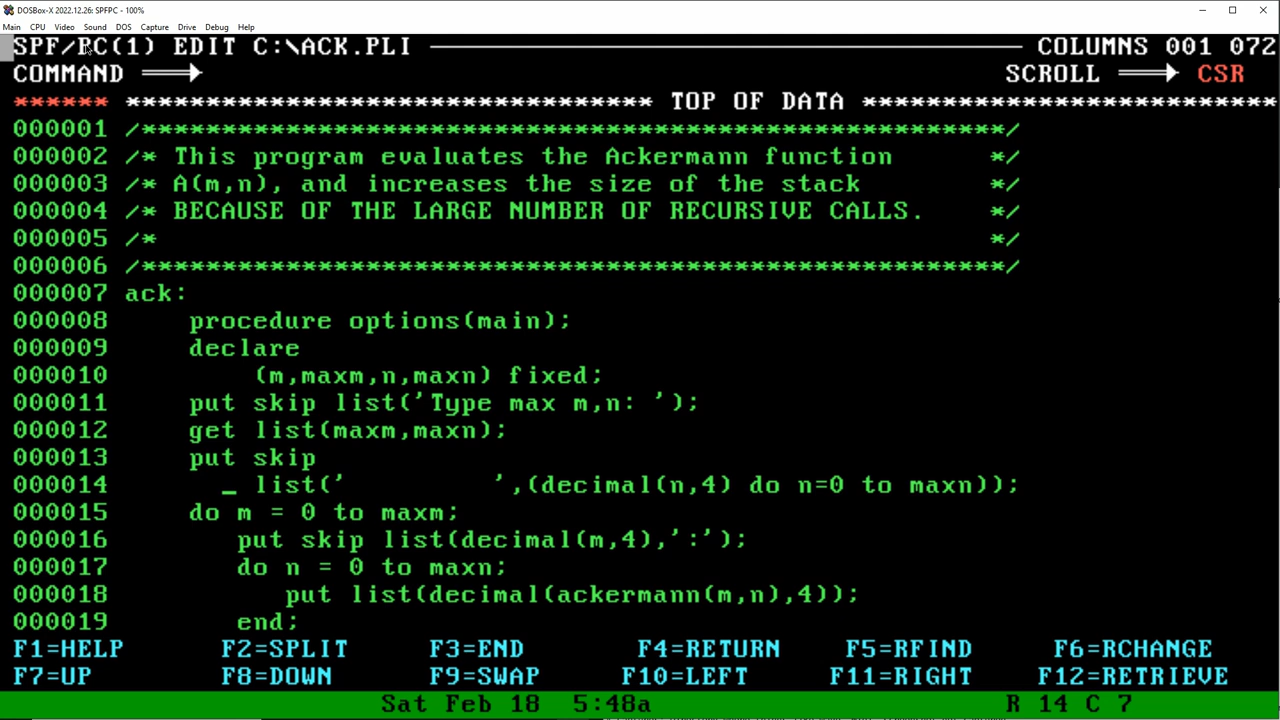 DOSBox-X 2022.12.26: SPFPC - 100%
Main CPU Video Sound DOS Capture Drive Debug Help
SPF/PC(1) EDIT C:\ACK.PLI COLUMNS 001 072
COMMAND SCROLL CSR
****** ********************************* TOP OF DATA **************************
000001 /******************************************************/
000002 /* This program evaluates the Ackermann function */
000003 /* A(m,n), and increases the size of the stack */
000004 /* BECAUSE OF THE LARGE NUMBER OF RECURSIVE CALLS. */
000005 /* */
000006 /******************************************************/
000007 ack:
000008 procedure options(main);
000009 declare
000010 (m,maxm,n,maxn) fixed;
000011 put skip list('Type max m,n: ');
000012 get list(maxm,maxn);
000013 put skip
000014 _ list('         ',(decimal(n,4) do n=0 to maxn));
000015 do m = 0 to maxm;
000016 put skip list(decimal(m,4),':');
000017 do n = 0 to maxn;
000018 put list(decimal(ackermann(m,n),4));
000019 end;
F1=HELP F2=SPLIT F3=END F4=RETURN F5=RFIND F6=RCHANGE
F7=UP F8=DOWN F9=SWAP F10=LEFT F11=RIGHT F12=RETRIEVE
Sat Feb 18 5:48a R 14 C 7